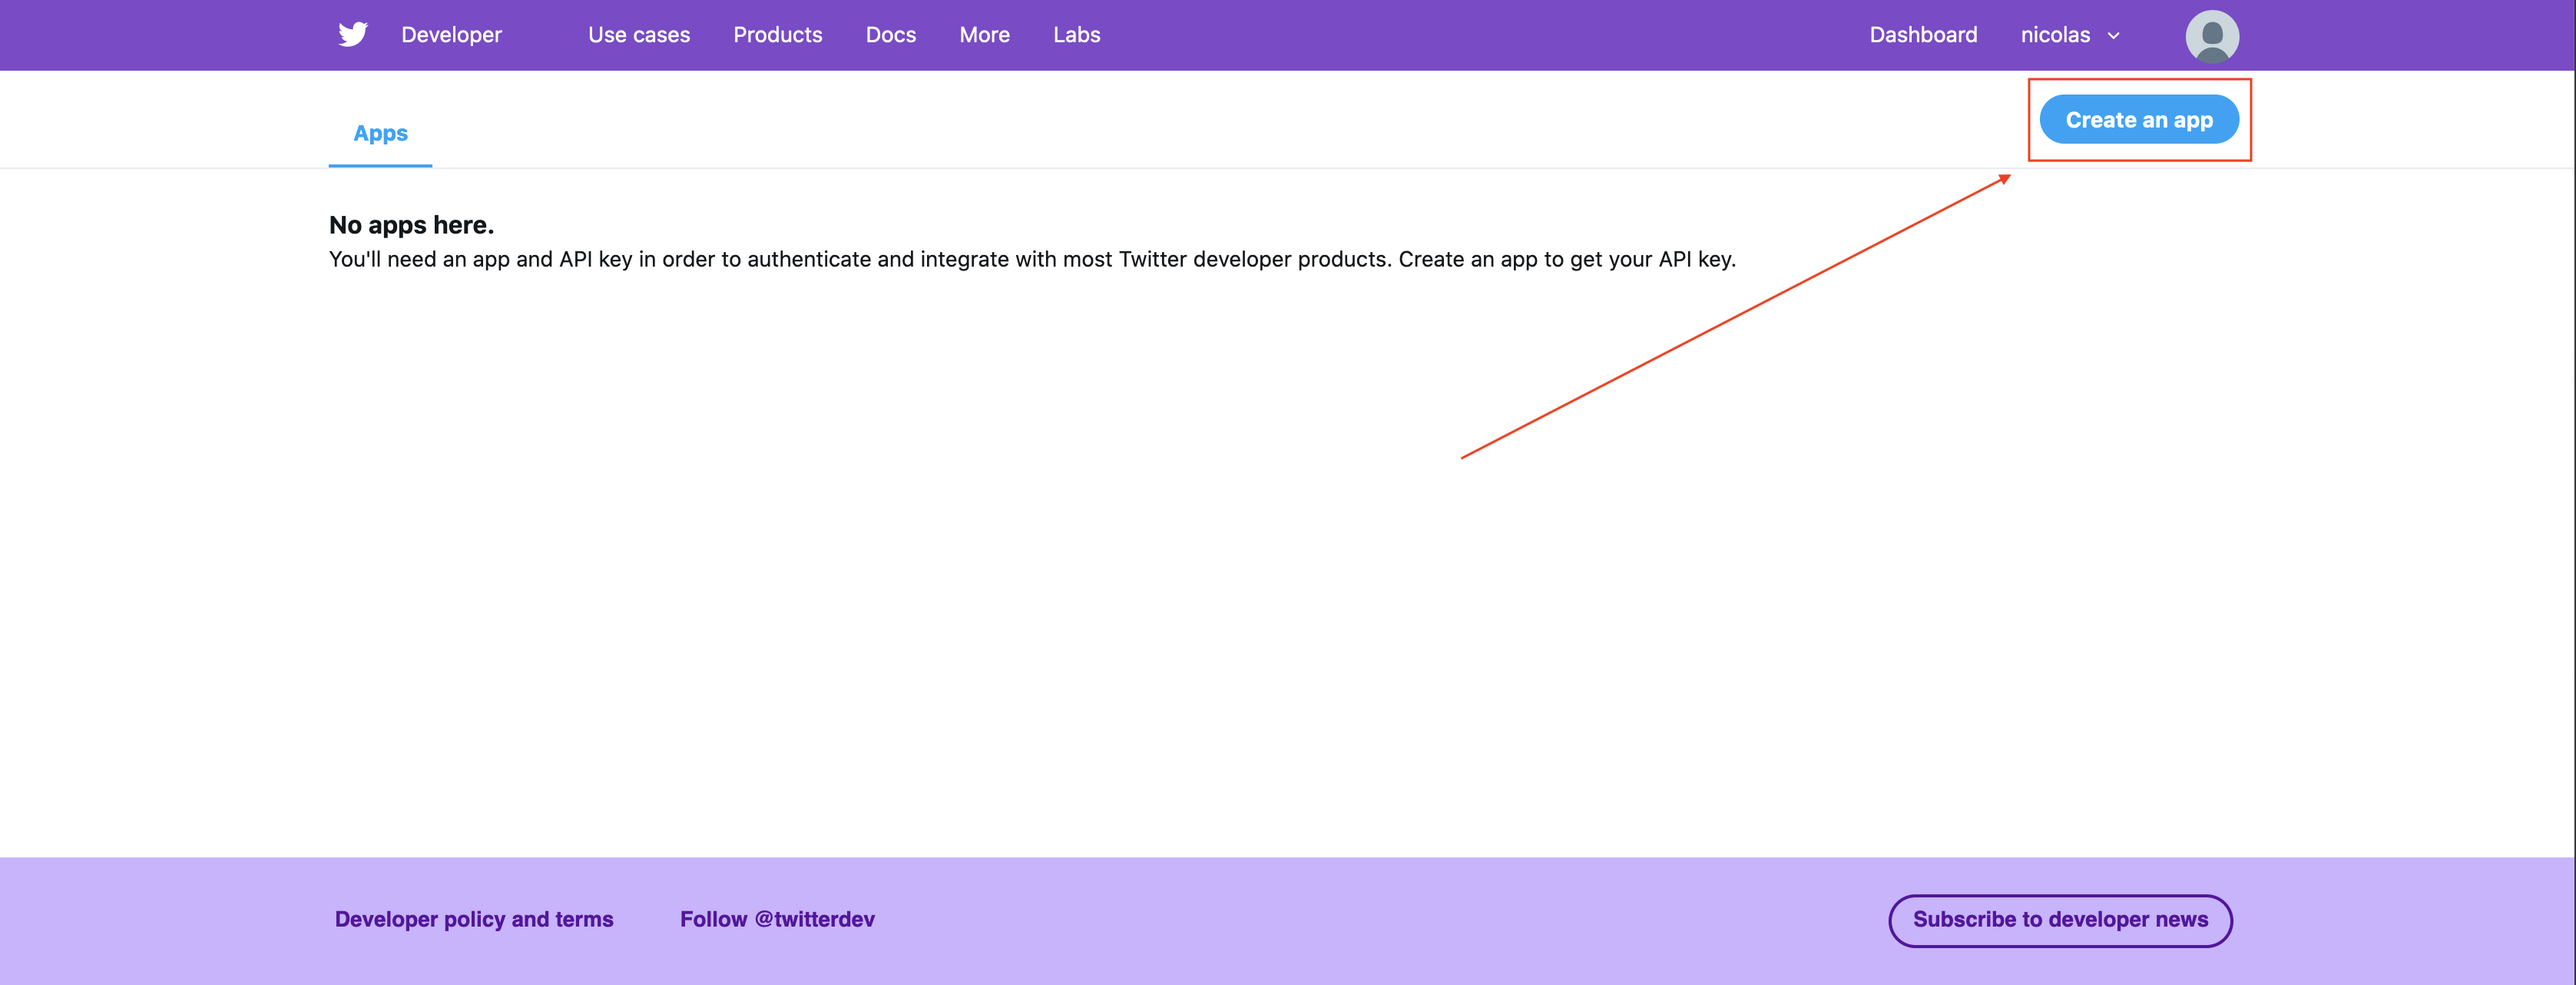 Developer Use cases Products Docs More Labs Dashboard nicolas
Apps
Create an app
No apps here.
You'll need an app and API key in order to authenticate and integrate with most Twitter developer products. Create an app to get your API key.
Developer policy and terms Follow @twitterdev Subscribe to developer news